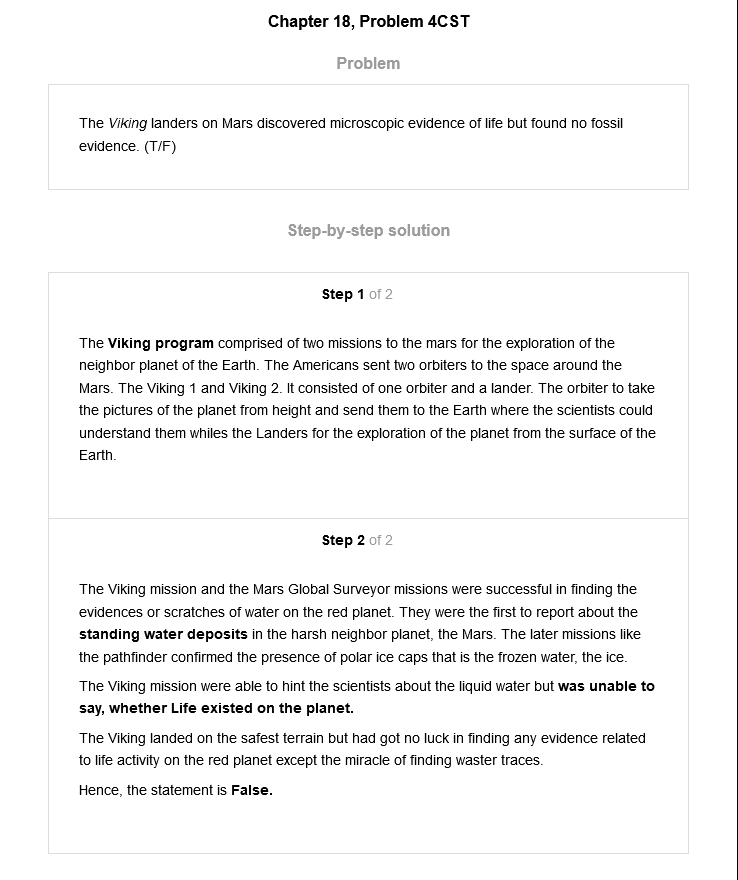 Chapter 18, Problem 4CST
Problem
The Viking landers on Mars discovered microscopic evidence of life but found no fossil
evidence. (T/F)
Step-by-step solution
Step 1 of 2
The Viking program comprised of two missions to the mars for the exploration of the
neighbor planet of the Earth. The Americans sent two orbiters to the space around the
Mars. The Viking 1 and Viking 2. It consisted of one orbiter and a lander. The orbiter to take
the pictures of the planet from height and send them to the Earth where the scientists could
understand them whiles the Landers for the exploration of the planet from the surface of the
Earth.
Step 2 of 2
The Viking mission and the Mars Global Surveyor missions were successful in finding the
evidences or scratches of water on the red planet. They were the first to report about the
standing water deposits in the harsh neighbor planet, the Mars. The later missions like
the pathfinder confirmed the presence of polar ice caps that is the frozen water, the ice.
The Viking mission were able to hint the scientists about the liquid water but was unable to
say, whether Life existed on the planet.
The Viking landed on the safest terrain but had got no luck in finding any evidence related
to life activity on the red planet except the miracle of finding waster traces.
Hence, the statement is False.